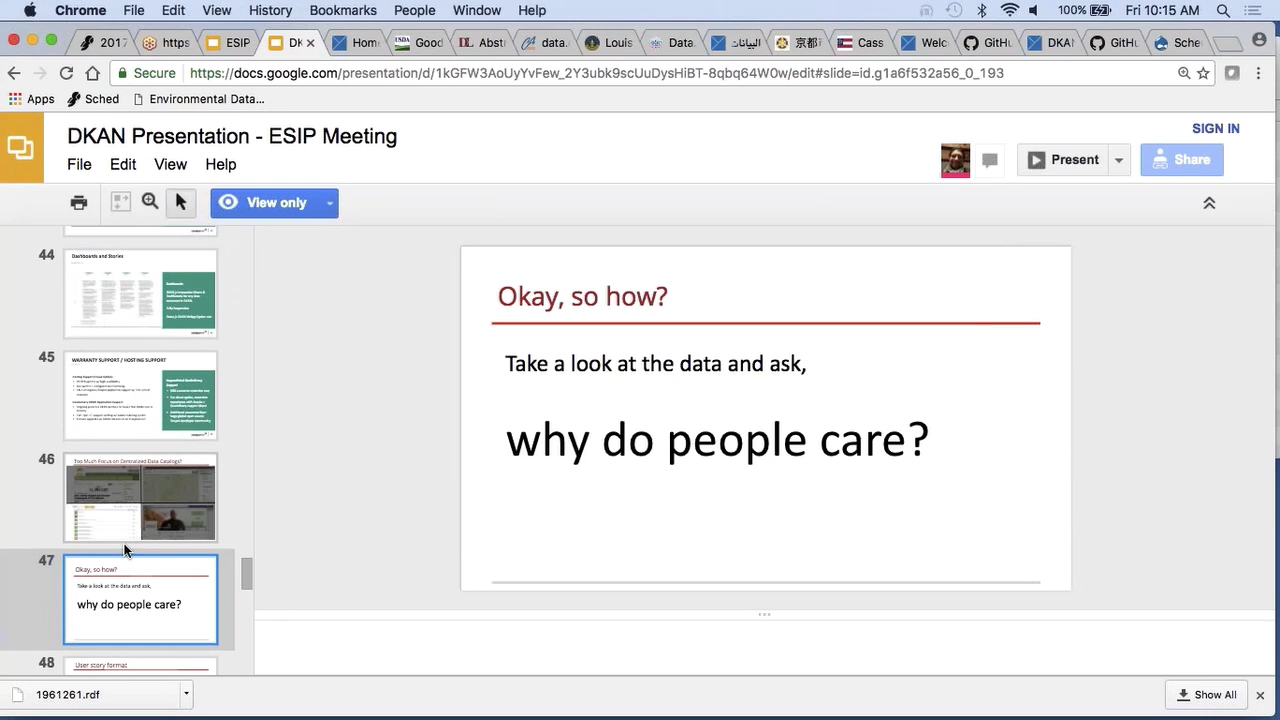 Chrome File Edit View History Bookmarks People Window Help 100% Fri 10:15 AM
201 https ESIP DK Hom Good Abst data. Louis Data. البيانات 京都 Cass Welc GitHu DKAN GitHu Sche
Secure https://docs.google.com/presentation/d/1kGFW3AoUyYvFew_2Y3ubk9scUuDysHiBT-8qbq64W0w/edit#slide=id.g1a6f532a56_0_193
Apps Sched Environmental Data...
DKAN Presentation - ESIP Meeting
SIGN IN
File Edit View Help
Present
Share
View only
44
Dashboards and Stories
45
WARRANTY SUPPORT / HOSTING SUPPORT
46
Too Much Focus on Centralized Data Catalogs?
47
Okay, so how?
Take a look at the data and ask,
why do people care?
48
User story format
Okay, so how?
Take a look at the data and ask,
why do people care?
1961261.rdf
Show All